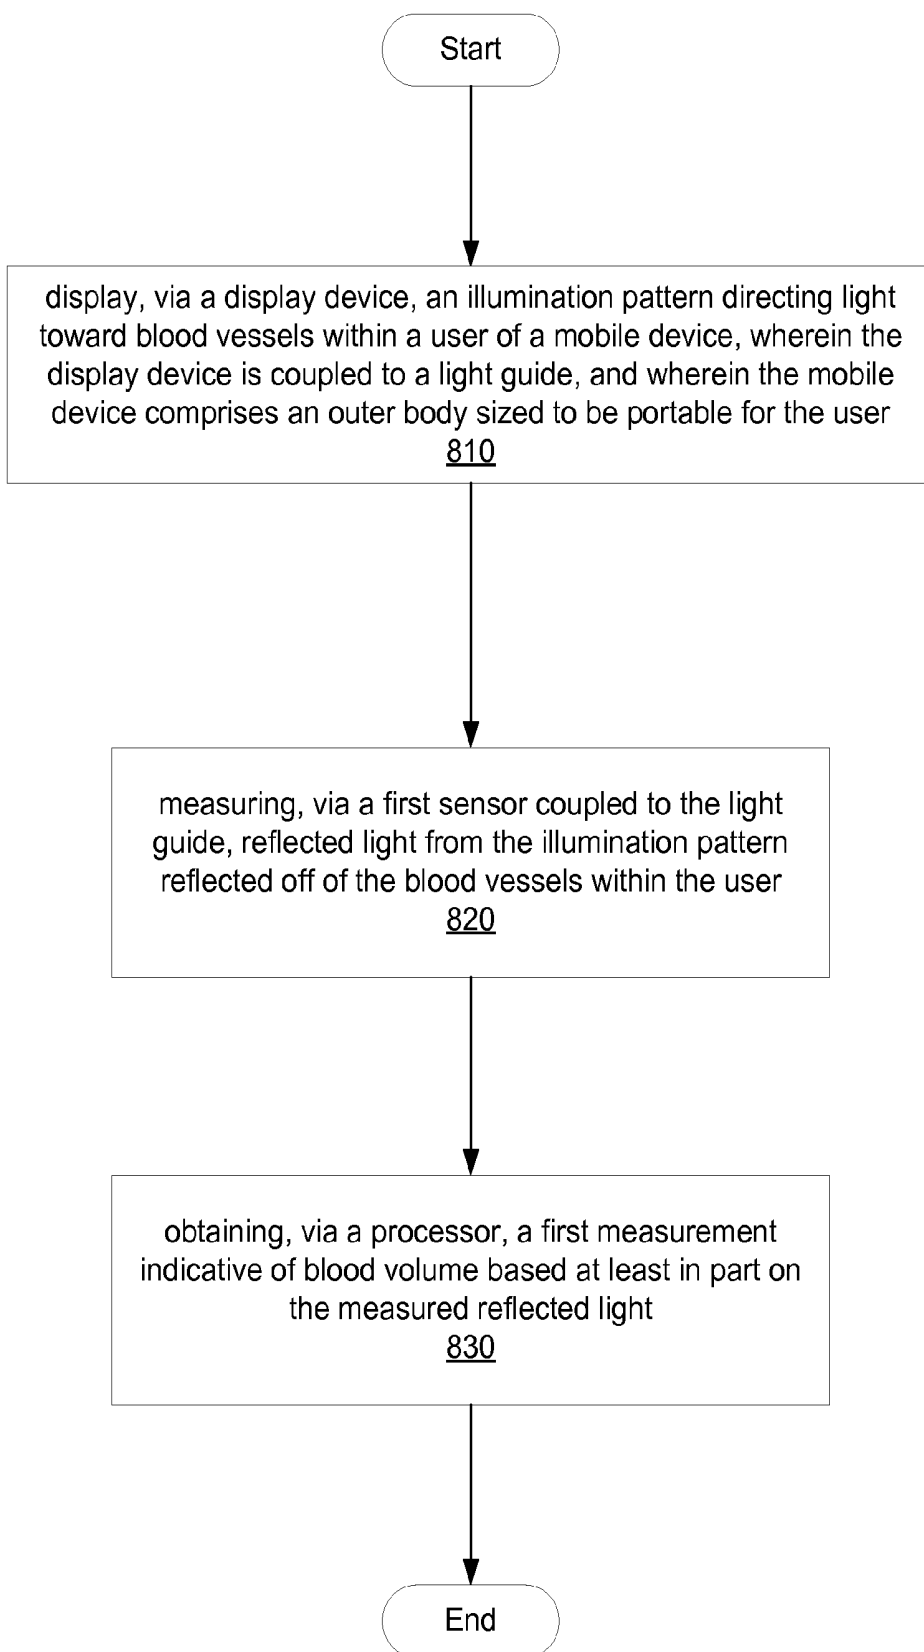 Start
display, via a display device, an illumination pattern directing light
toward blood vessels within a user of a mobile device, wherein the
display device is coupled to a light guide, and wherein the mobile
device comprises an outer body sized to be portable for the user
810
measuring, via a first sensor coupled to the light
guide, reflected light from the illumination pattern
reflected off of the blood vessels within the user
820
obtaining, via a processor, a first measurement
indicative of blood volume based at least in part on
the measured reflected light
830
End